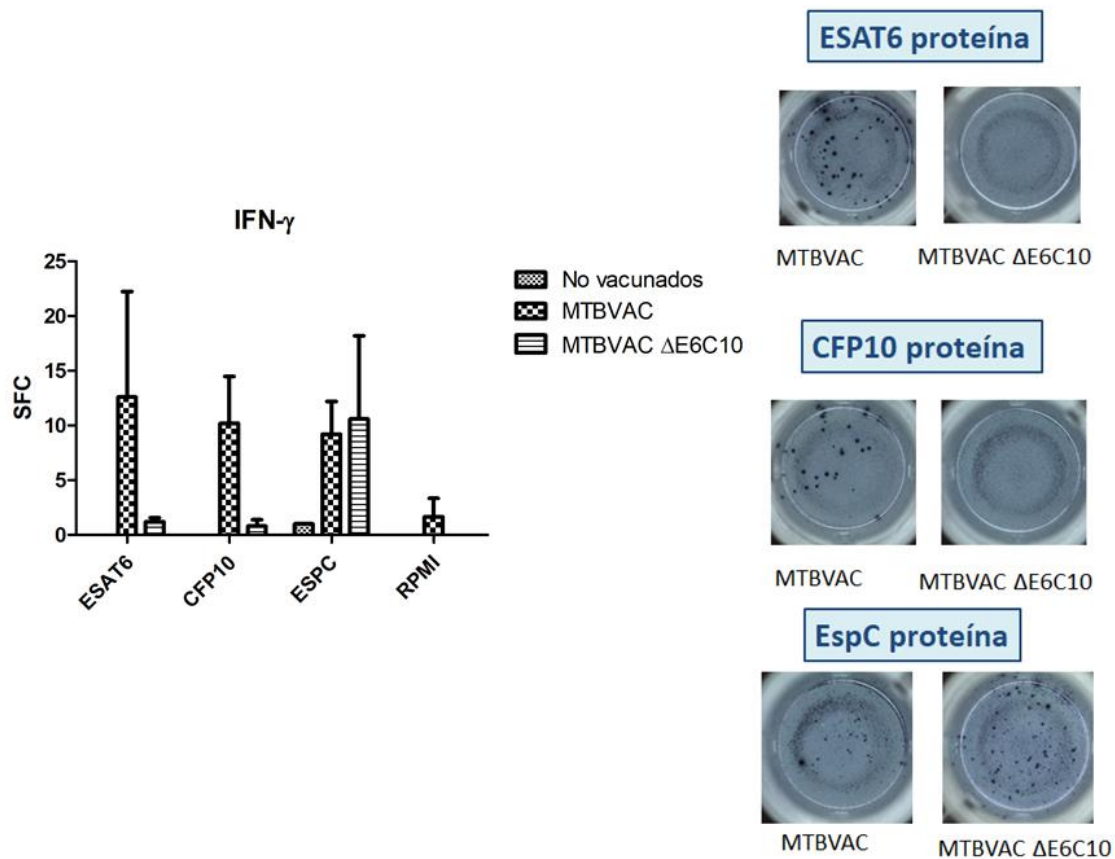 IFN-γ
SFC
25
20
15
10
5
0
ESAT6
CFP10
ESPC
RPMI
No vacunados
MTBVAC
MTBVAC ΔE6C10
ESAT6 proteína
MTBVAC
MTBVAC ΔE6C10
CFP10 proteína
MTBVAC
MTBVAC ΔE6C10
EspC proteína
MTBVAC
MTBVAC ΔE6C10